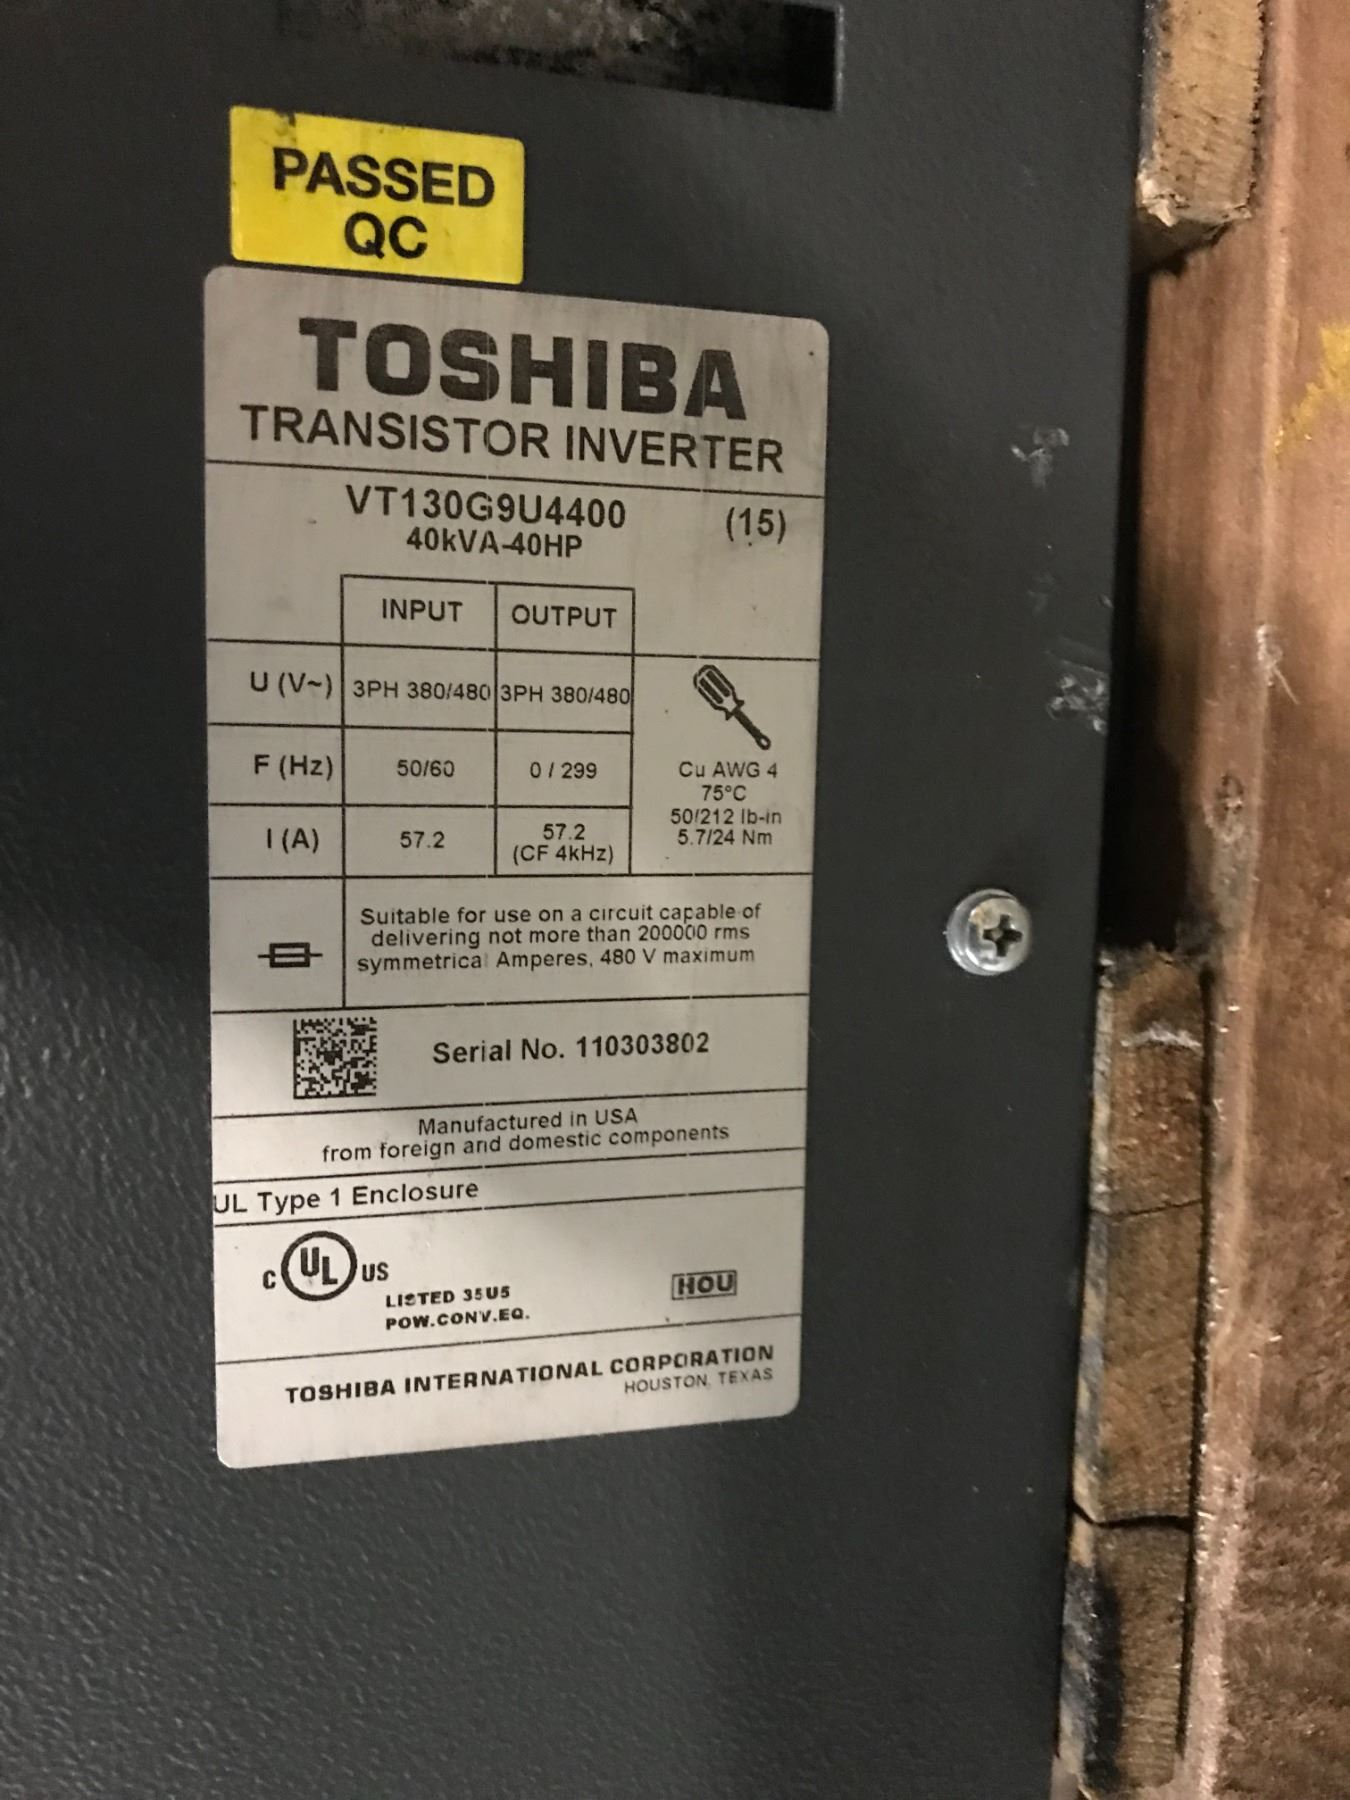 PASSED
QC
TOSHIBA
TRANSISTOR INVERTER
VT130G9U4400 (15)
40kVA-40HP
INPUT OUTPUT
U (V~) 3PH 380/480 3PH 380/480
F (Hz) 50/60 0 / 299
I (A) 57.2 57.2
(CF 4kHz)
Cu AWG 4
75°C
50/212 lb-in
5.7/24 Nm
Suitable for use on a circuit capable of
delivering not more than 200000 rms
symmetrical Amperes, 480 V maximum
Serial No. 110303802
Manufactured in USA
from foreign and domestic components
UL Type 1 Enclosure
C UL US
LISTED 35U5
POW.CONV.EQ.
HOU
TOSHIBA INTERNATIONAL CORPORATION
HOUSTON, TEXAS